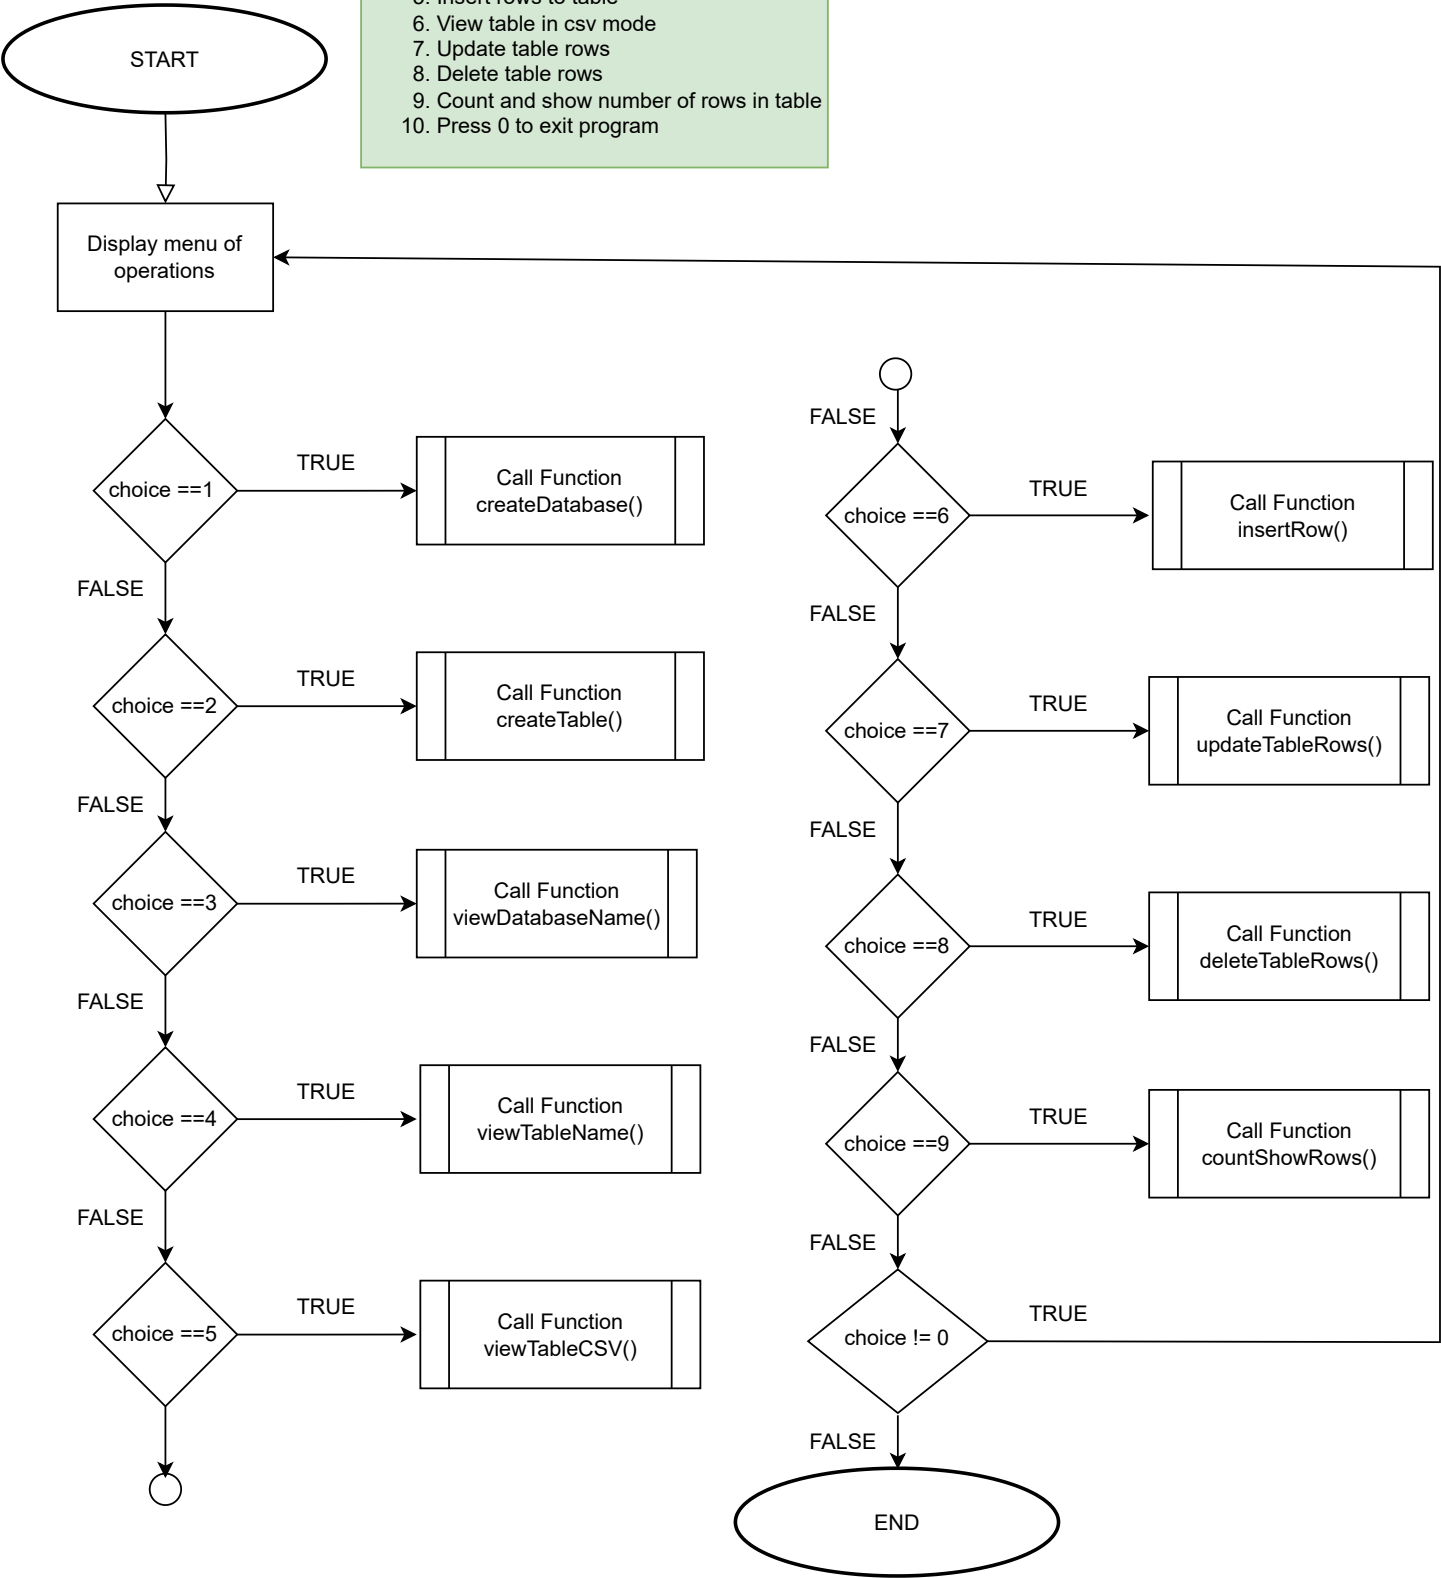 5. Insert rows to table
6. View table in csv mode
7. Update table rows
8. Delete table rows
9. Count and show number of rows in table
10. Press 0 to exit program
START
Display menu of
operations
choice ==1
TRUE
Call Function
createDatabase()
FALSE
choice ==2
TRUE
Call Function
createTable()
FALSE
choice ==3
TRUE
Call Function
viewDatabaseName()
FALSE
choice ==4
TRUE
Call Function
viewTableName()
FALSE
choice ==5
TRUE
Call Function
viewTableCSV()
FALSE
choice ==6
TRUE
Call Function
insertRow()
FALSE
choice ==7
TRUE
Call Function
updateTableRows()
FALSE
choice ==8
TRUE
Call Function
deleteTableRows()
FALSE
choice ==9
TRUE
Call Function
countShowRows()
FALSE
choice != 0
TRUE
FALSE
END